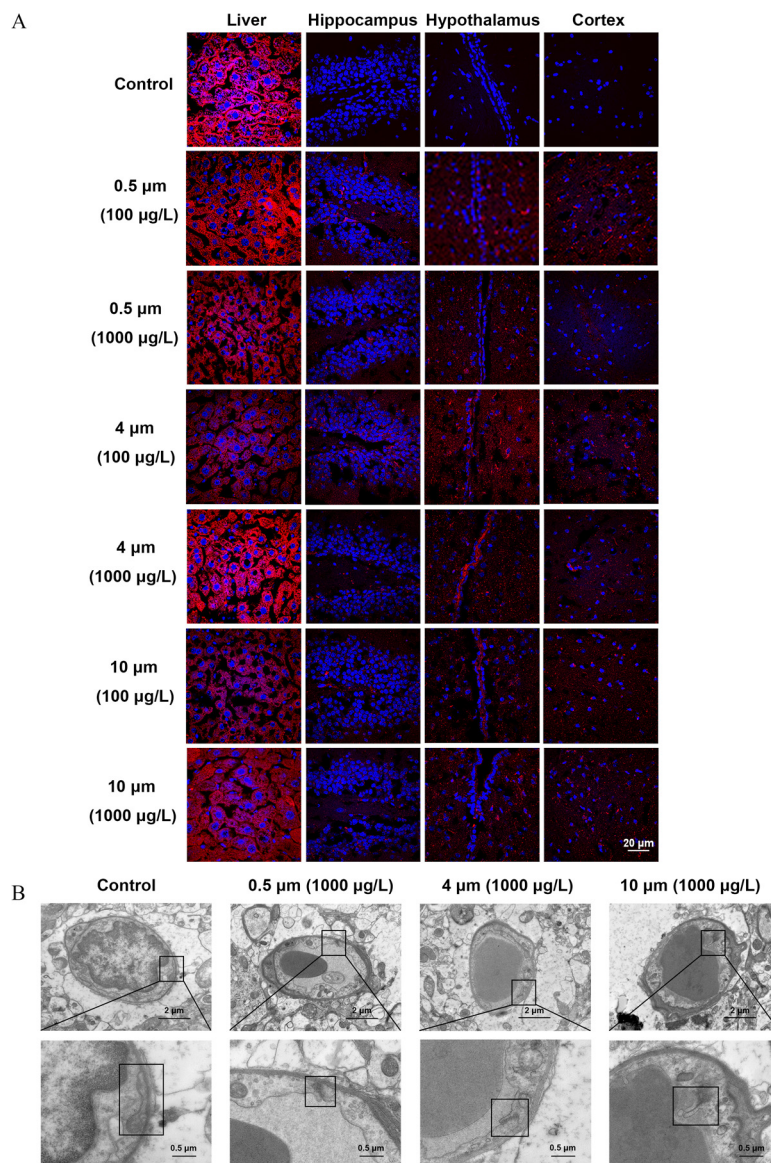 A
Liver Hippocampus Hypothalamus Cortex
Control
0.5 µm
(100 µg/L)
0.5 µm
(1000 µg/L)
4 µm
(100 µg/L)
4 µm
(1000 µg/L)
10 µm
(100 µg/L)
10 µm
(1000 µg/L)
20 µm
B
Control 0.5 µm (1000 µg/L) 4 µm (1000 µg/L) 10 µm (1000 µg/L)
2 µm 2 µm 2 µm 2 µm
0.5 µm 0.5 µm 0.5 µm 0.5 µm